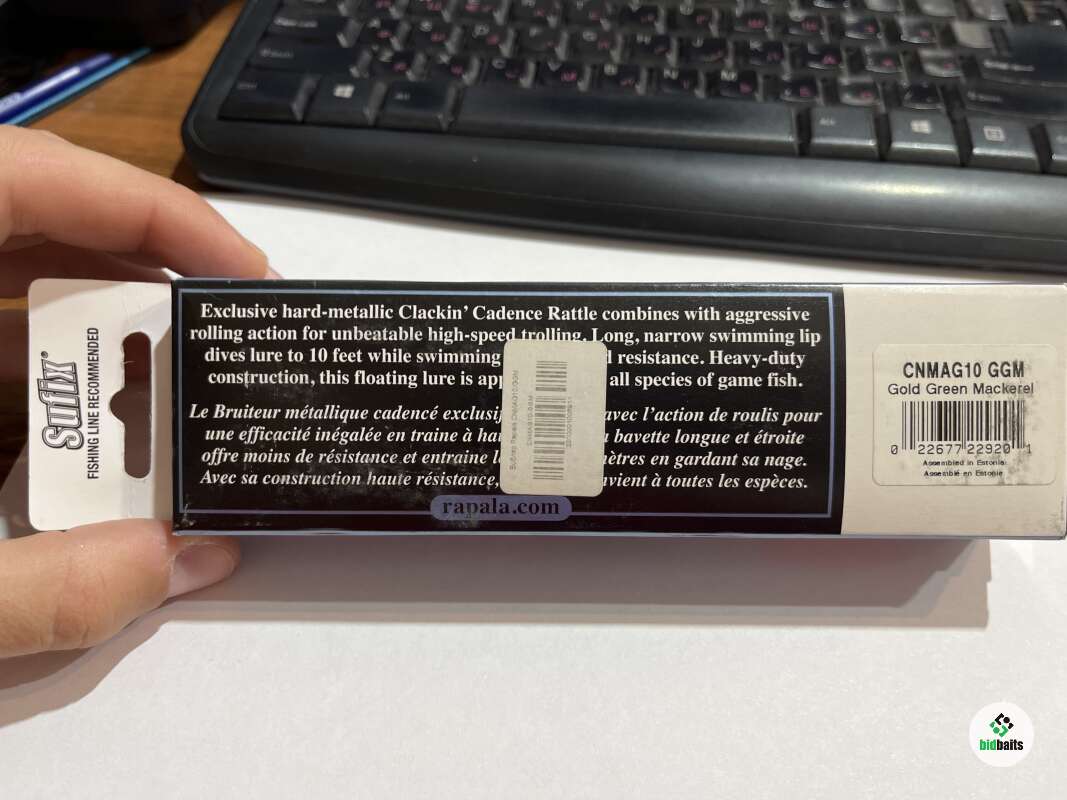 Exclusive hard-metallic Clackin' Cadence Rattle combines with aggressive
rolling action for unbeatable high-speed trolling. Long, narrow swimming lip
dives lure to 10 feet while swimming resistance. Heavy-duty
construction, this floating lure is all species of game fish.
Le Bruiteur métallique cadencé avec l'action de roulis pour
une efficacité inégalée en traine à bavette longue et étroite
offre moins de résistance et entraine en gardant sa nage.
Avec sa construction haute résistance, à toutes les espèces.
rapala.com
Sufix®
FISHING LINE RECOMMENDED
CNMAG10 GGM
Gold Green Mackerel
0 22677 22920 1
Assembled in Estonia
Assemblé en Estonie
bidbaits